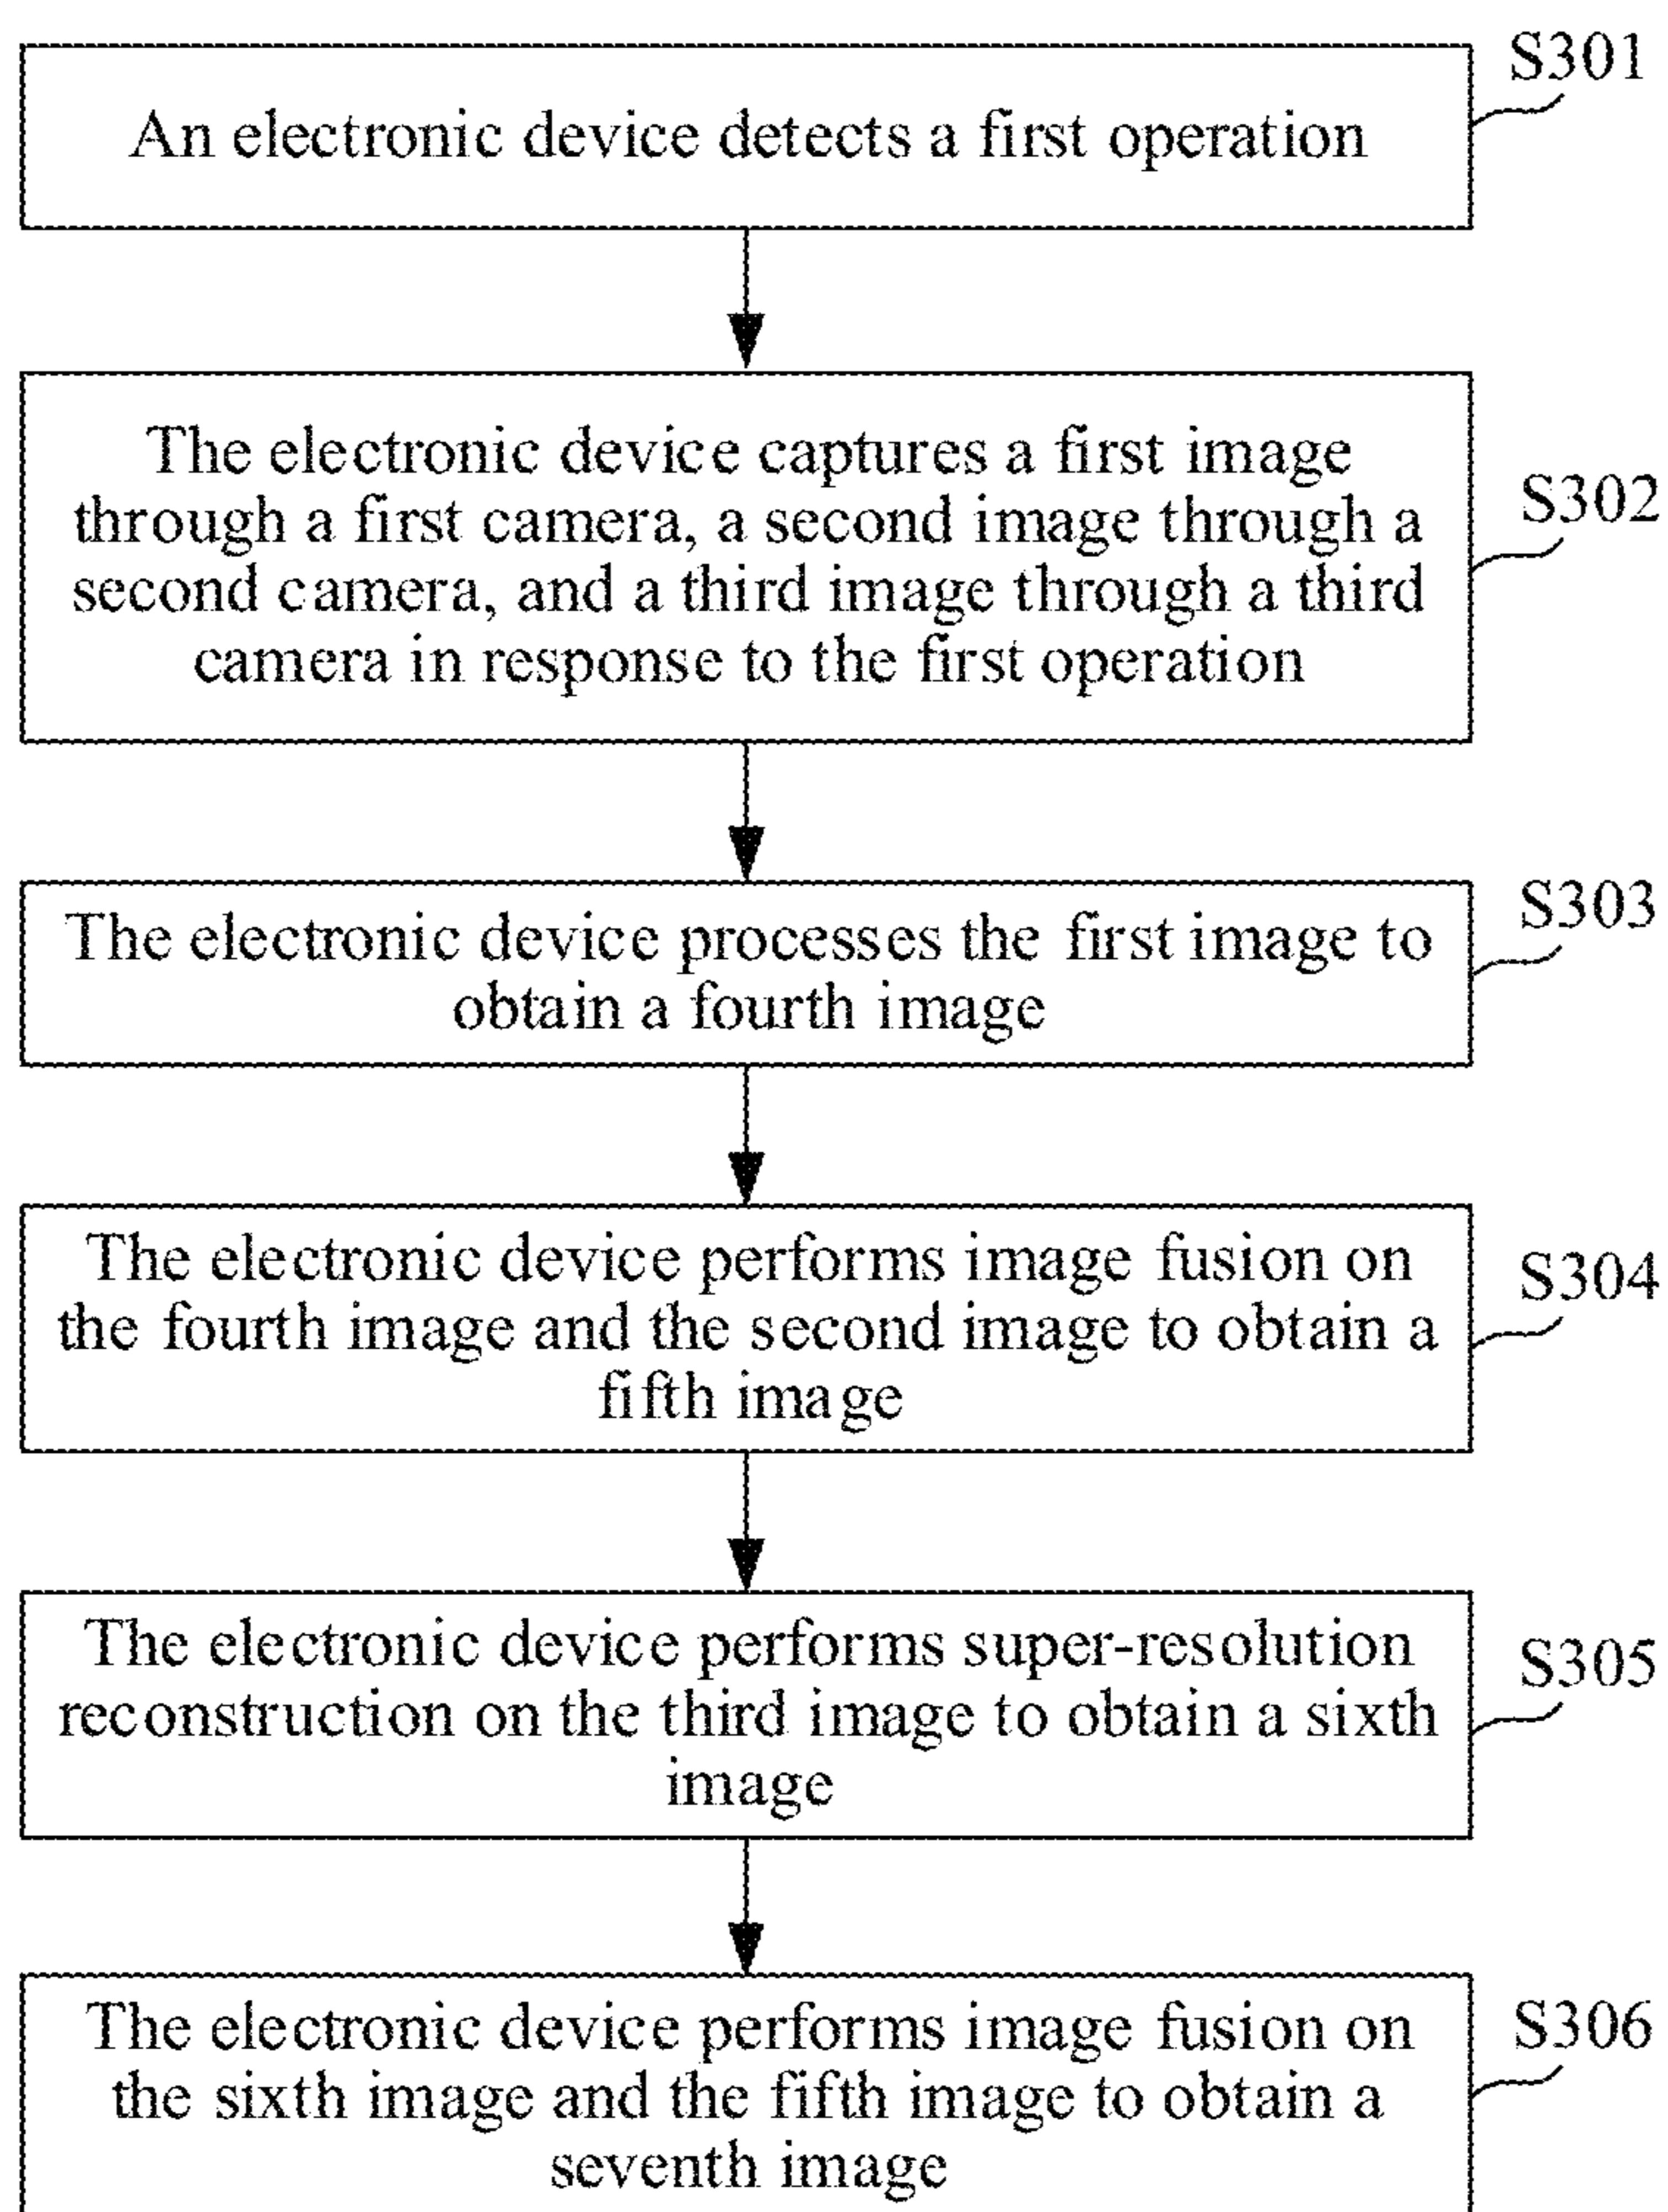 S301
An electronic device detects a first operation
The electronic device captures a first image
through a first camera, a second image through a
second camera, and a third image through a third
camera in response to the first operation
S302
The electronic device processes the first image to
obtain a fourth image
S303
The electronic device performs image fusion on
the fourth image and the second image to obtain a
fifth image
S304
The electronic device performs super-resolution
reconstruction on the third image to obtain a sixth
image
S305
The electronic device performs image fusion on
the sixth image and the fifth image to obtain a
seventh image
S306